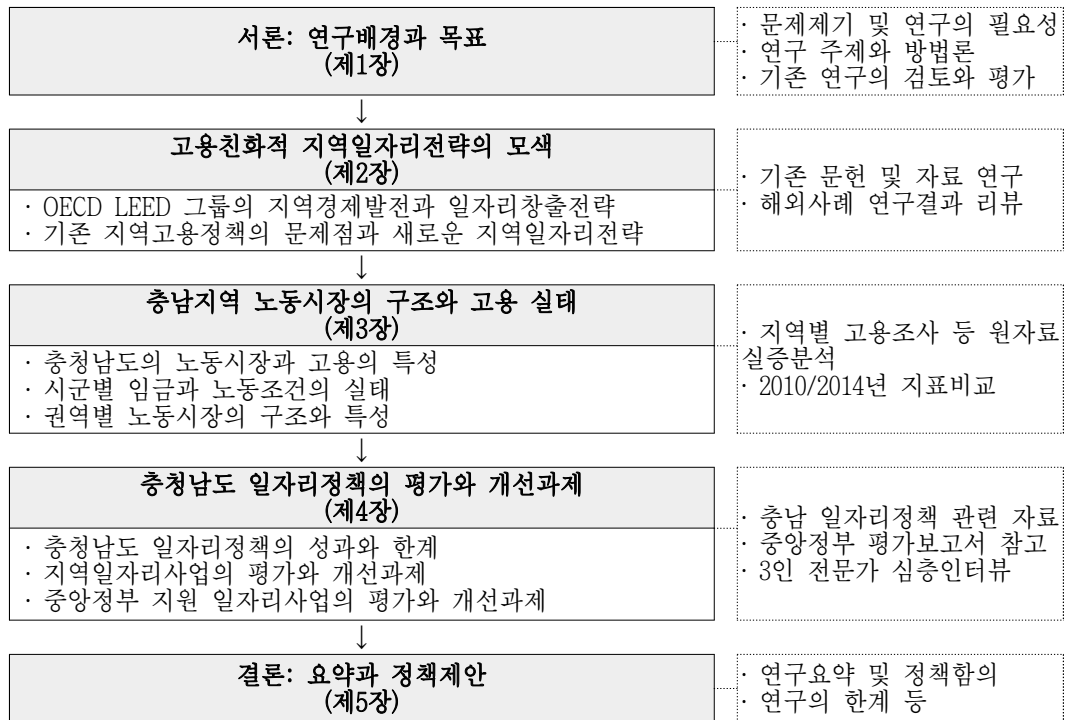 서론: 연구배경과 목표
(제1장)
· 문제제기 및 연구의 필요성
· 연구 주제와 방법론
· 기존 연구의 검토와 평가
↓
고용친화적 지역일자리전략의 모색
(제2장)
· OECD LEED 그룹의 지역경제발전과 일자리창출전략
· 기존 지역고용정책의 문제점과 새로운 지역일자리전략
· 기존 문헌 및 자료 연구
· 해외사례 연구결과 리뷰
↓
충남지역 노동시장의 구조와 고용 실태
(제3장)
· 충청남도의 노동시장과 고용의 특성
· 시군별 임금과 노동조건의 실태
· 권역별 노동시장의 구조와 특성
· 지역별 고용조사 등 원자료
실증분석
· 2010/2014년 지표비교
↓
충청남도 일자리정책의 평가와 개선과제
(제4장)
· 충청남도 일자리정책의 성과와 한계
· 지역일자리사업의 평가와 개선과제
· 중앙정부 지원 일자리사업의 평가와 개선과제
· 충남 일자리정책 관련 자료
· 중앙정부 평가보고서 참고
· 3인 전문가 심층인터뷰
↓
결론: 요약과 정책제안
(제5장)
· 연구요약 및 정책함의
· 연구의 한계 등